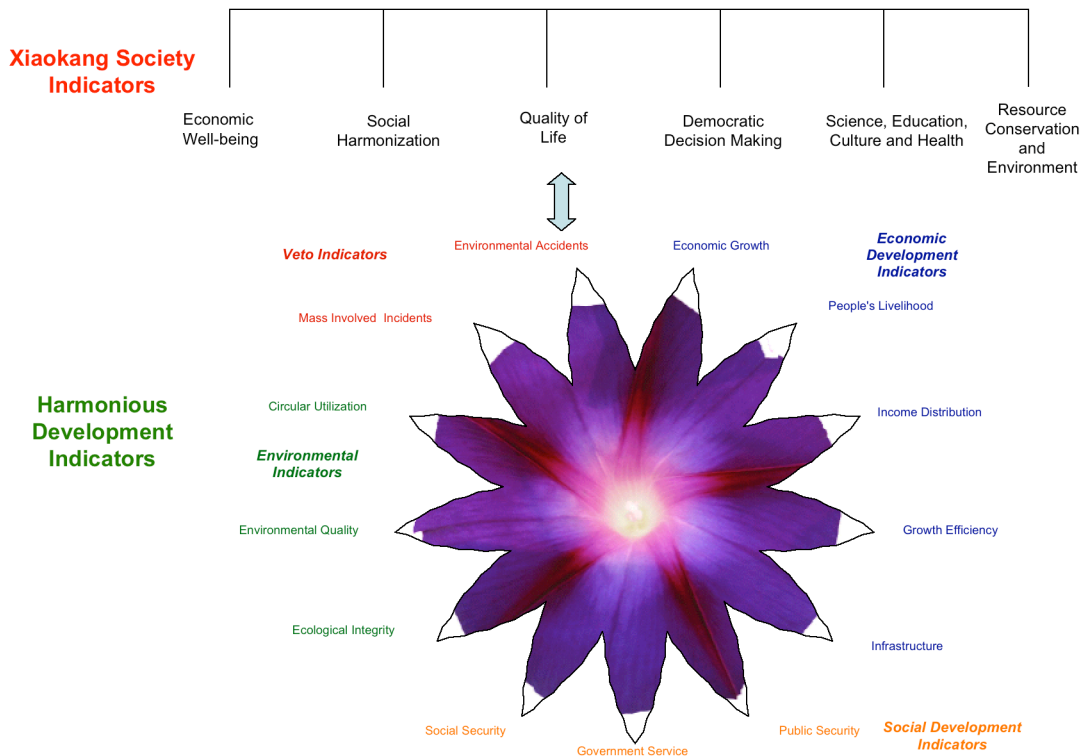 Xiaokang Society
Indicators
Economic
Well-being
Social
Harmonization
Quality of
Life
Democratic
Decision Making
Science, Education,
Culture and Health
Resource
Conservation
and
Environment
Veto Indicators
Environmental Accidents
Economic Growth
Economic
Development
Indicators
Mass Involved Incidents
People's Livelihood
Harmonious
Development
Indicators
Circular Utilization
Income Distribution
Environmental
Indicators
Environmental Quality
Growth Efficiency
Ecological Integrity
Infrastructure
Social Security
Government Service
Public Security
Social Development
Indicators